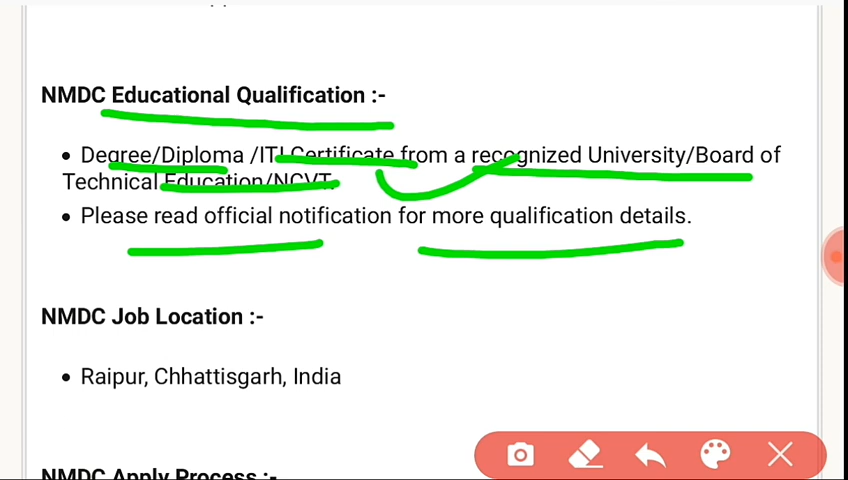 NMDC Educational Qualification :-
• Degree/Diploma /ITI Certificate from a recognized University/Board of
Technical Education/NCVT.
• Please read official notification for more qualification details.
NMDC Job Location :-
• Raipur, Chhattisgarh, India
NMDC Apply Process :-